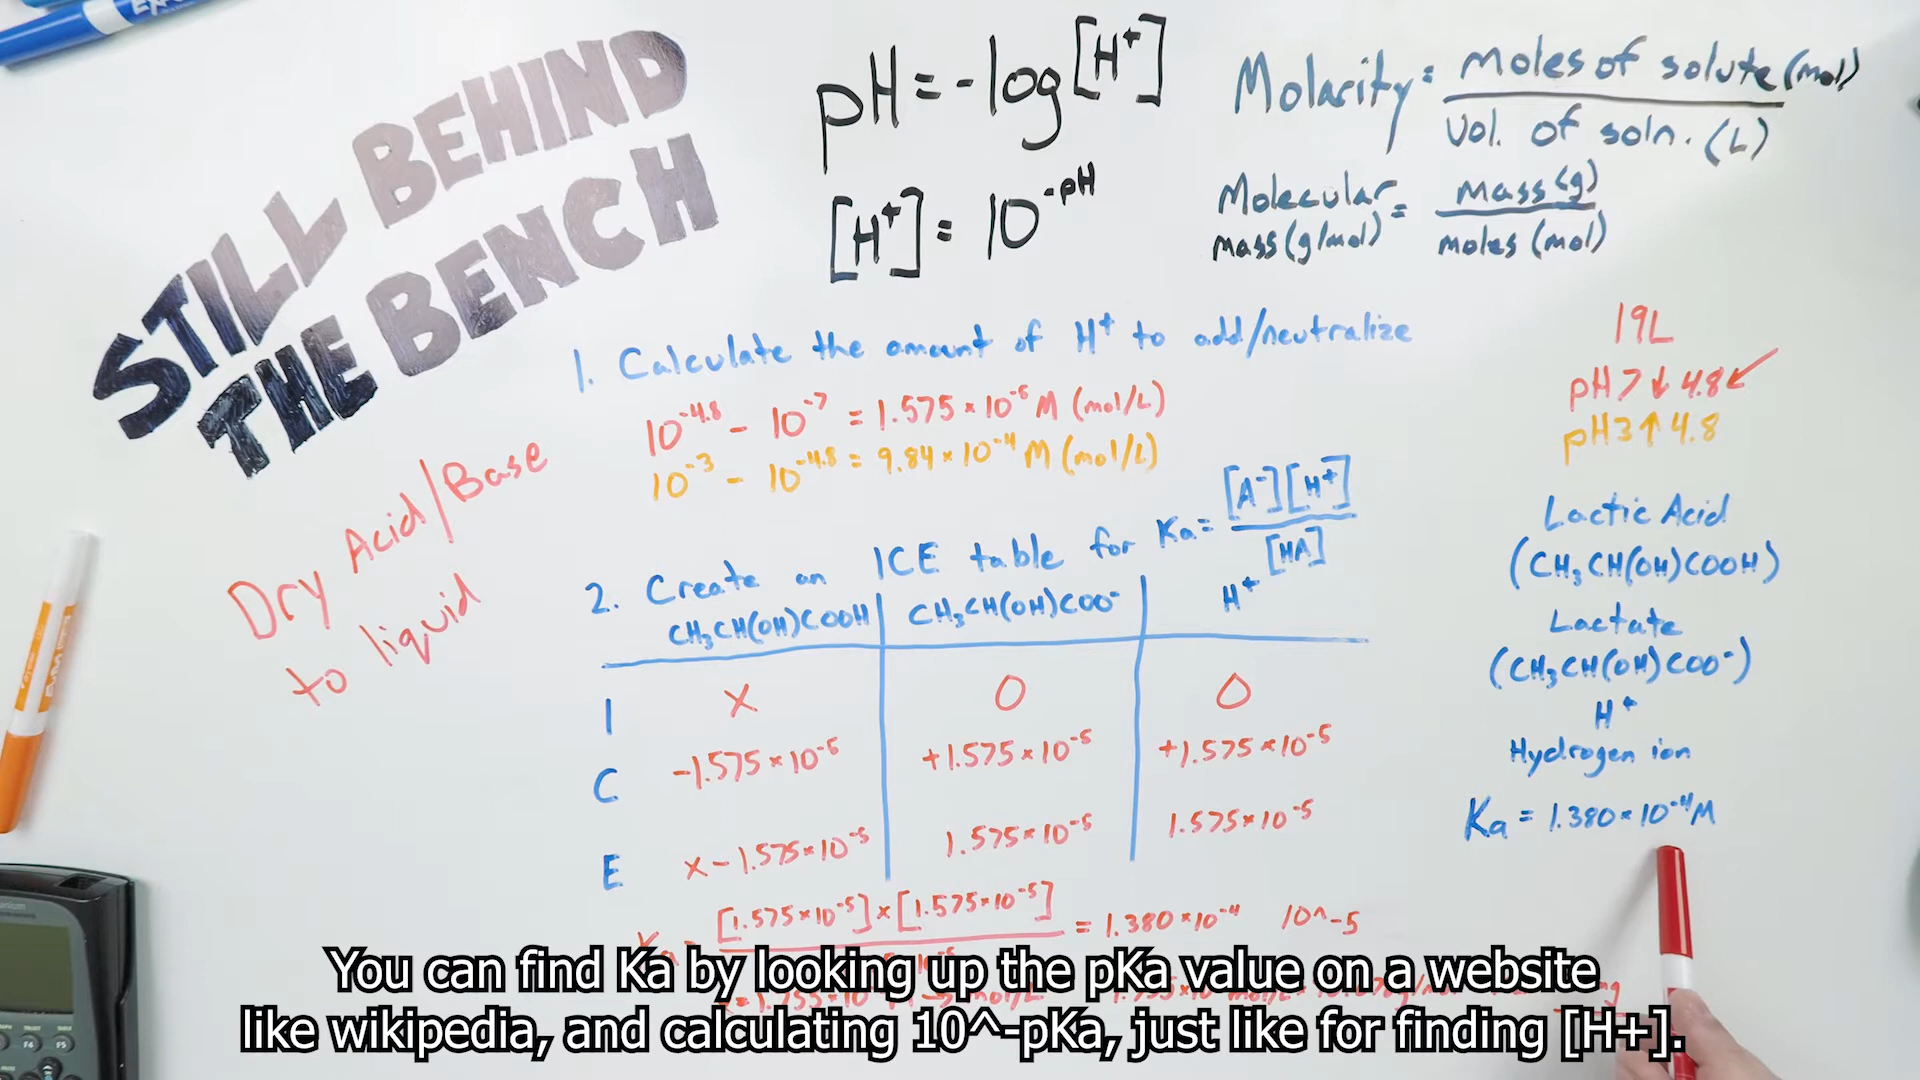 STILL BEHIND
THE BENCH
pH = -log[H⁺]
[H⁺] = 10^-pH
Molarity = moles of solute (mol)
vol. of soln. (L)
Molecular mass (g/mol) = mass (g)
moles (mol)
Dry Acid/Base
to liquid
1. Calculate the amount of H⁺ to add/neutralize
10^-4.8 - 10^-7 = 1.575 × 10^-5 M (mol/L)
10^-3 - 10^-4.8 = 9.84 × 10^-4 M (mol/L)
2. Create an ICE table for Ka = [A⁻][H⁺]
[HA]
CH₃CH(OH)COOH CH₃CH(OH)COO⁻ H⁺
I X 0 0
C -1.575×10^-5 +1.575×10^-5 +1.575×10^-5
E x-1.575×10^-5 1.575×10^-5 1.575×10^-5
[1.575×10^-5]×[1.575×10^-5] = 1.380×10^-4 10^-5
19L
pH 7 ↓ 4.8
pH 3 ↑ 4.8
Lactic Acid
(CH₃CH(OH)COOH)
Lactate
(CH₃CH(OH)COO⁻)
H⁺
Hydrogen ion
Ka = 1.380×10^-4 M
You can find Ka by looking up the pKa value on a website
like wikipedia, and calculating 10^-pKa, just like for finding [H+].